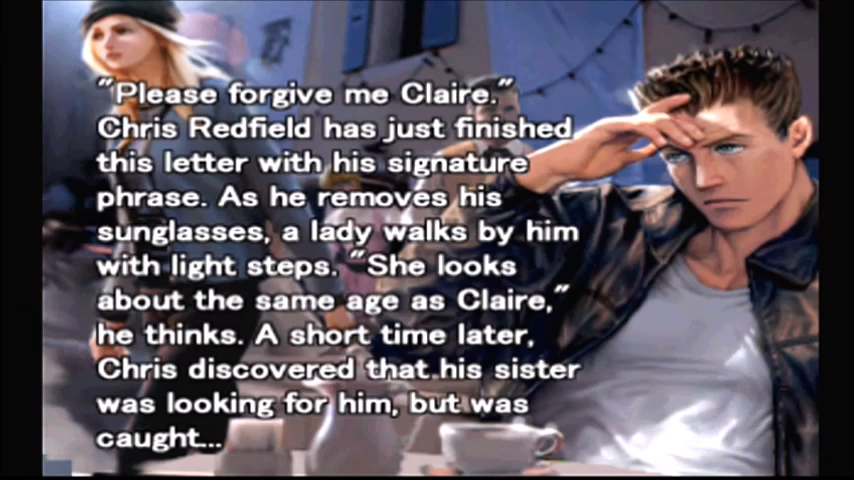 "Please forgive me Claire."
Chris Redfield has just finished
this letter with his signature
phrase. As he removes his
sunglasses, a lady walks by him
with light steps. "She looks
about the same age as Claire,"
he thinks. A short time later,
Chris discovered that his sister
was looking for him, but was
caught...